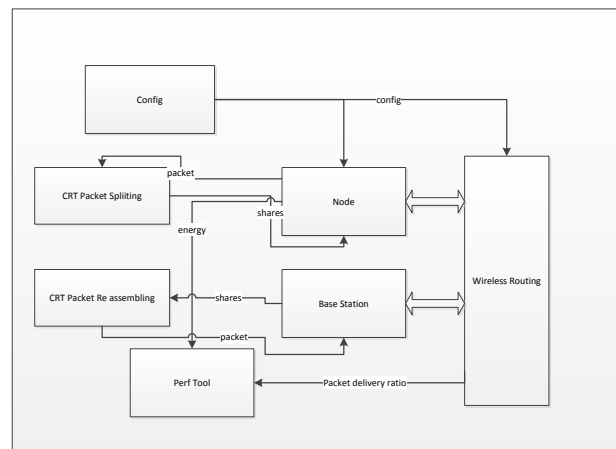 Config
config
packet
CRT Packet Spliiting
Node
shares
energy
Wireless Routing
CRT Packet Re assembling
shares
Base Station
packet
Perf Tool
Packet delivery ratio